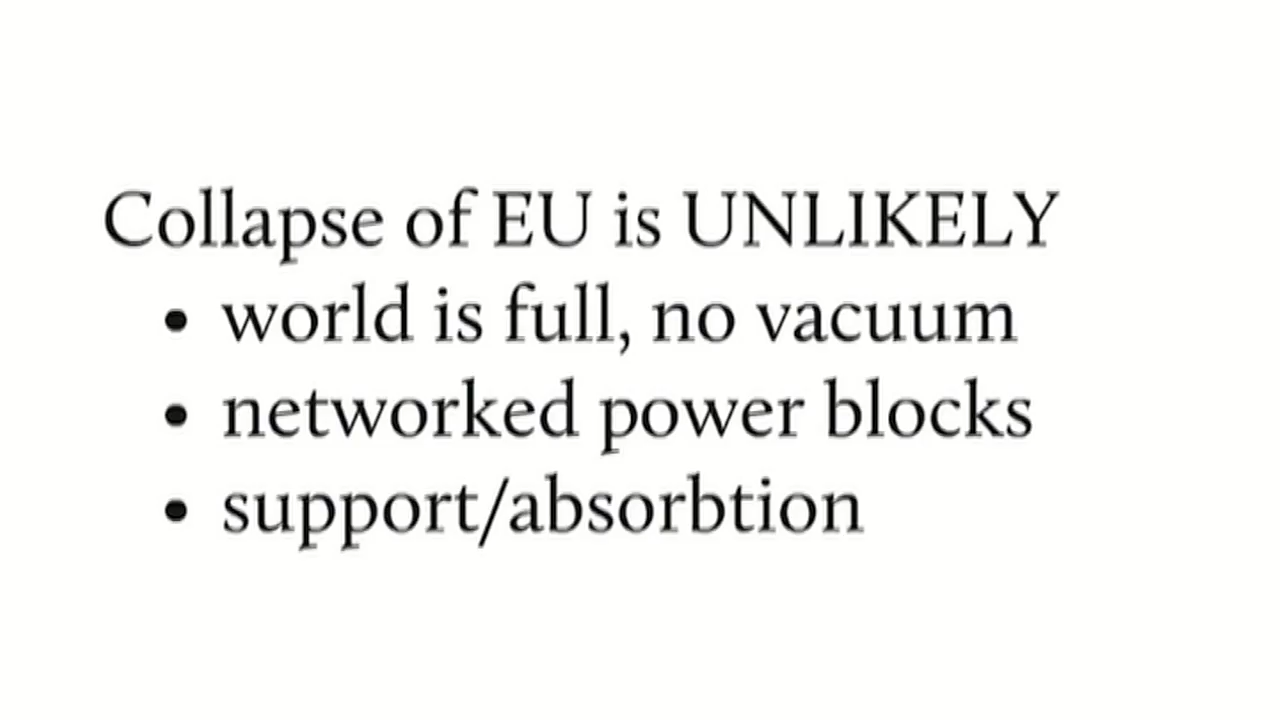 Collapse of EU is UNLIKELY
• world is full, no vacuum
• networked power blocks
• support/absorbtion